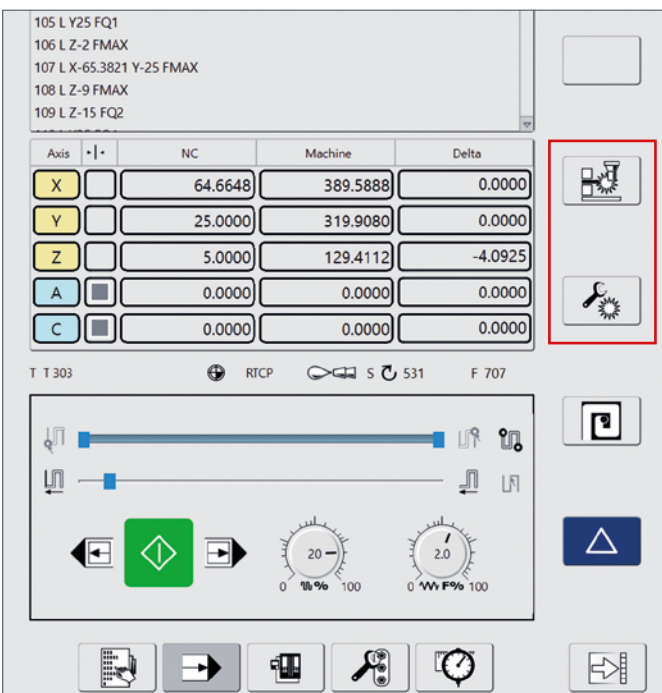 105 L Y25 FQ1
106 L Z-2 FMAX
107 L X-65.3821 Y-25 FMAX
108 L Z-9 FMAX
109 L Z-15 FQ2
Axis NC Machine Delta
X 64.6648 389.5888 0.0000
Y 25.0000 319.9080 0.0000
Z 5.0000 129.4112 -4.0925
A 0.0000 0.0000 0.0000
C 0.0000 0.0000 0.0000
T T 303 RTCP S 531 F 707
20 2.0
0 % 100 0 F% 100